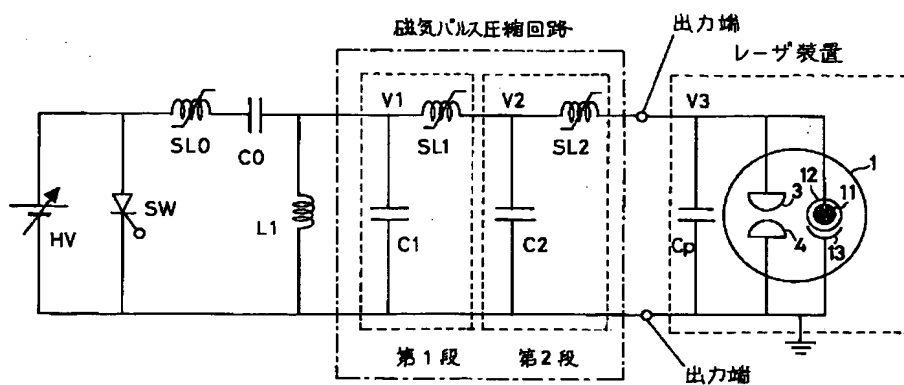 磁気パルス圧縮回路
出力端
レーザ装置
V1
V2
V3
SL0
C0
SL1
SL2
1
12
11
3
HV
SW
L1
C1
C2
Cp
4
13
第1段
第2段
出力端